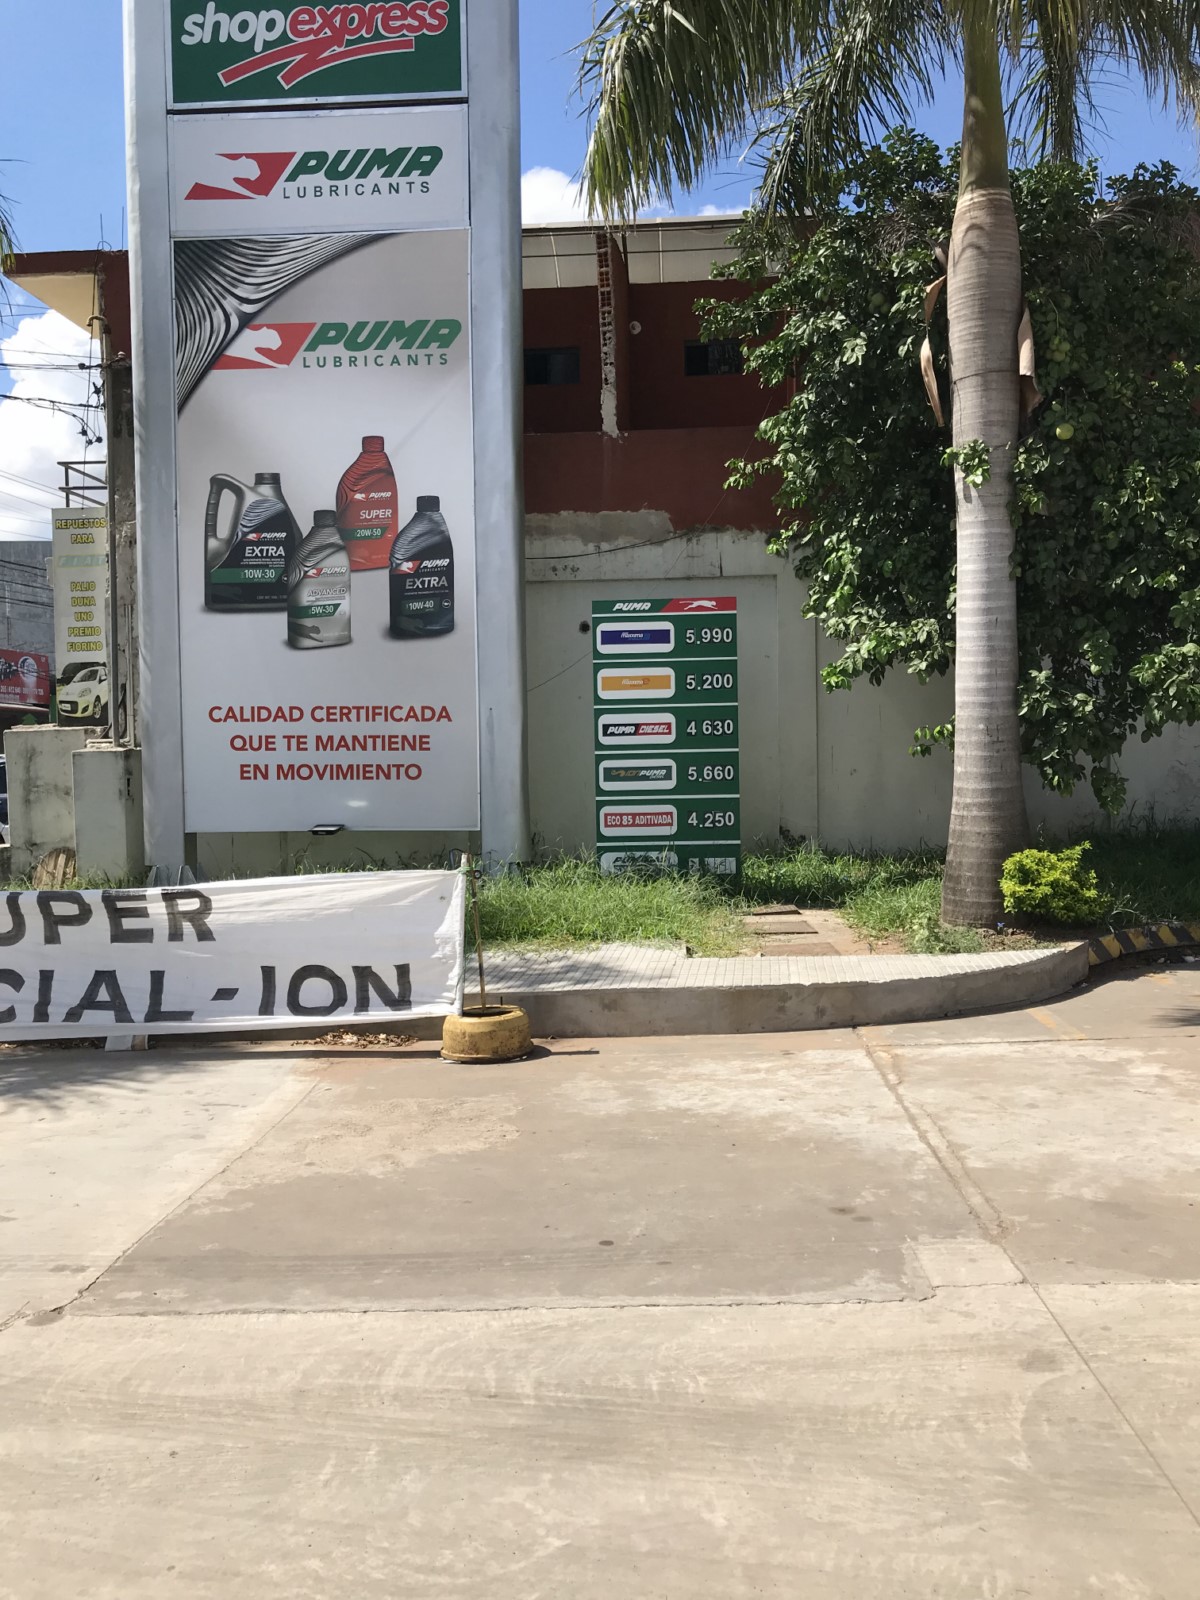 shopexpress
PUMA
LUBRICANTS
PUMA
LUBRICANTS
PUMA
SUPER
20W-50
PUMA
EXTRA
10W-30
PUMA
ADVANCED
5W-30
PUMA
EXTRA
10W-40
CALIDAD CERTIFICADA
QUE TE MANTIENE
EN MOVIMIENTO
REPUESTOS
PARA
PALIO
DUNA
UNO
PREMIO
FIORINO
PUMA
5.990
5.200
PUMA DIESEL 4 630
PUMA 5.660
ECO 85 ADITIVADA 4.250
UPER
CIAL - ION